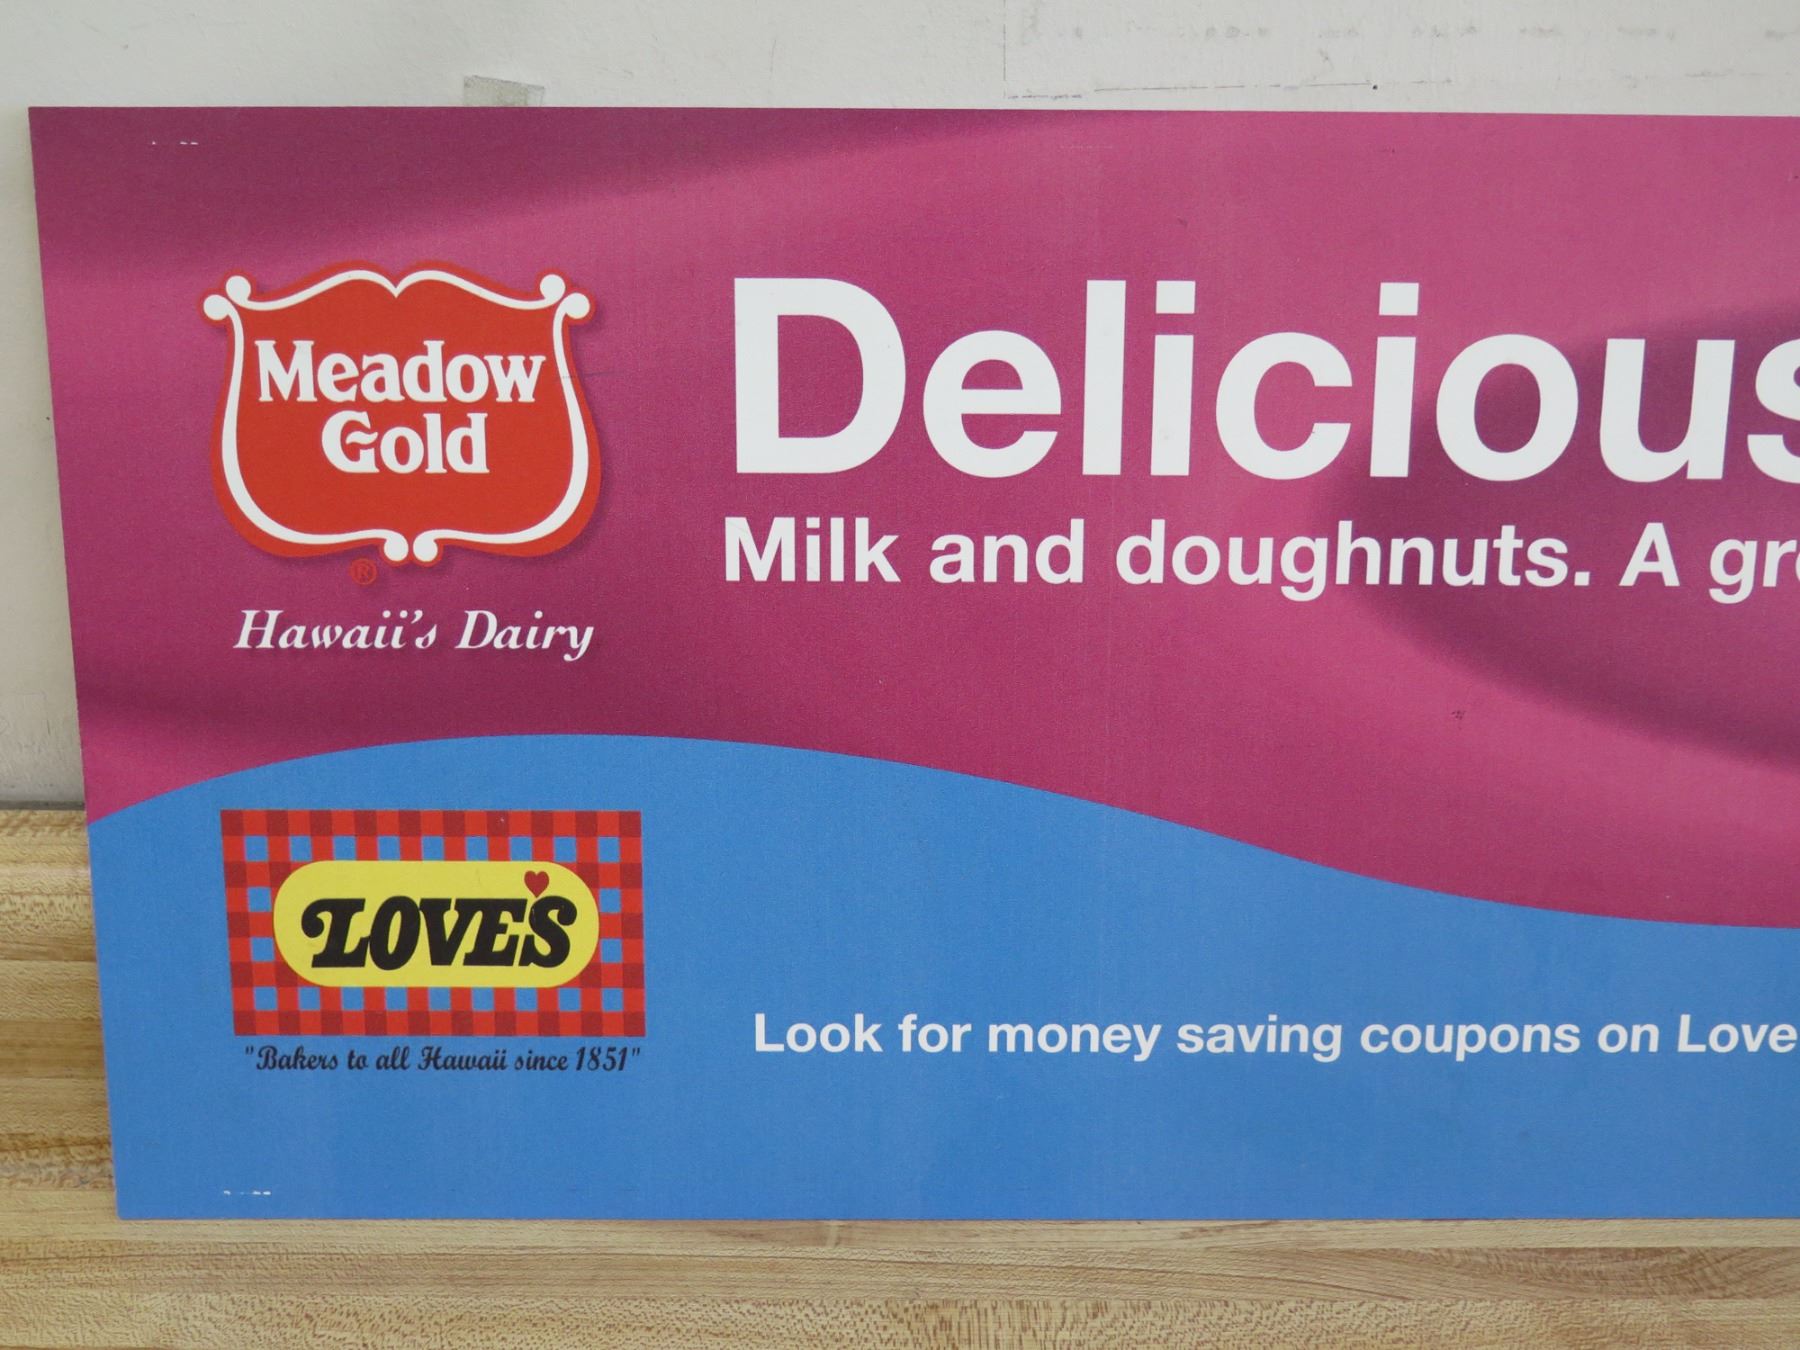 Meadow
Gold
®
Hawaii's Dairy
Delicious
Milk and doughnuts. A
LOVE'S
"Bakers to all Hawaii since 1851"
Look for money saving coupons on Love